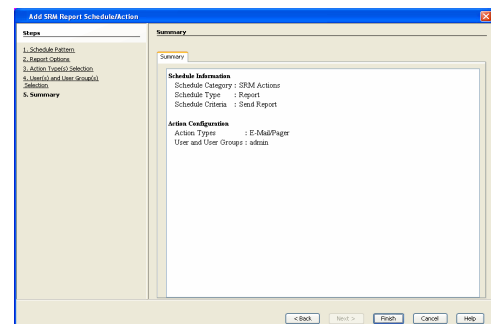 Add SRM Report Schedule/Action
Steps
1. Schedule Pattern
2. Report Options
3. Action Type(s) Selection
4. User(s) and User Group(s)
Selection
5. Summary
Summary
Summary
Schedule Information
Schedule Category : SRM Actions
Schedule Type : Report
Schedule Criteria : Send Report
Action Configuration
Action Types : E-Mail/Pager
User and User Groups : admin
< Back
Next >
Finish
Cancel
Help